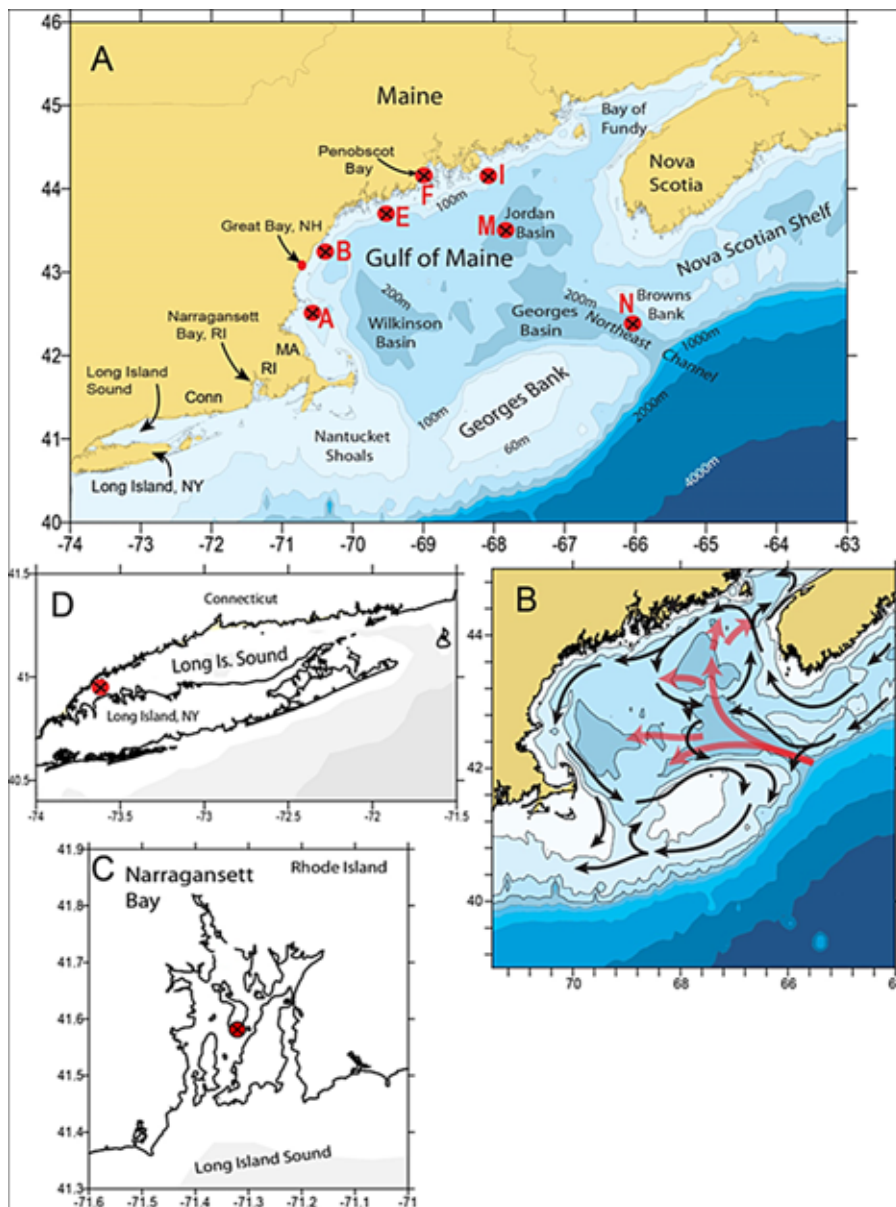 A
46
45
44
43
42
41
40
-74
-73
-72
-71
-70
-69
-68
-67
-66
-65
-64
-63
Maine
Bay of
Fundy
Penobscot
Bay
Nova
Scotia
F
I
100m
E
M
Jordan
Basin
Great Bay, NH
B
Gulf of Maine
Nova Scotian Shelf
200m
200m
N
Browns
Bank
Narragansett
Bay, RI
A
Wilkinson
Basin
Georges
Basin
Northeast
Channel
1000m
MA
RI
Long Island
Sound
Conn
Georges Bank
2000m
100m
60m
Nantucket
Shoals
4000m
Long Island, NY
D
41.5
41
40.5
-74
-73.5
-73
-72.5
-72
-71.5
Connecticut
Long Is. Sound
Long Island, NY
B
44
42
40
70
68
66
C
41.9
41.8
41.7
41.6
41.5
41.4
41.3
-71.6
-71.5
-71.4
-71.3
-71.2
-71.1
-71
Narragansett
Bay
Rhode Island
Long Island Sound